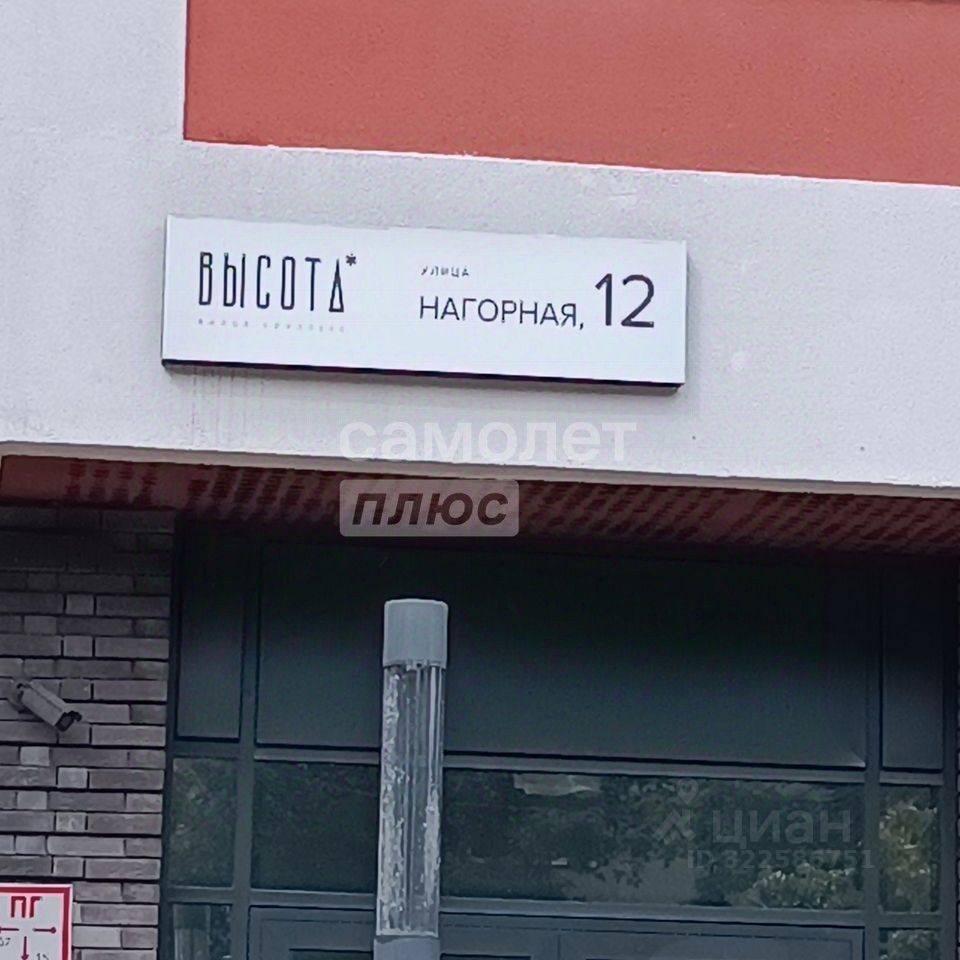 ВЫСОТА*
УЛИЦА
НАГОРНАЯ, 12
самолет
плюс
циан
ПГ